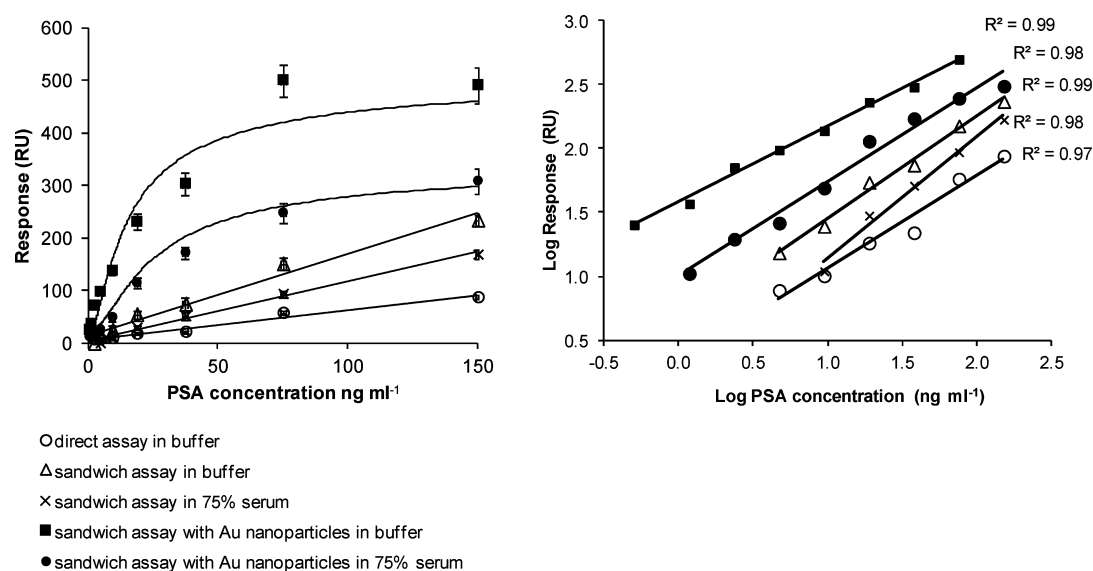 600
500
400
300
200
100
0
Response (RU)
0 50 100 150
PSA concentration ng ml-1
3.0
2.5
2.0
1.5
1.0
0.5
Log Response (RU)
-0.5 0.0 0.5 1.0 1.5 2.0 2.5
Log PSA concentration (ng ml-1)
R² = 0.99
R² = 0.98
R² = 0.99
R² = 0.98
R² = 0.97
direct assay in buffer
sandwich assay in buffer
sandwich assay in 75% serum
sandwich assay with Au nanoparticles in buffer
sandwich assay with Au nanoparticles in 75% serum